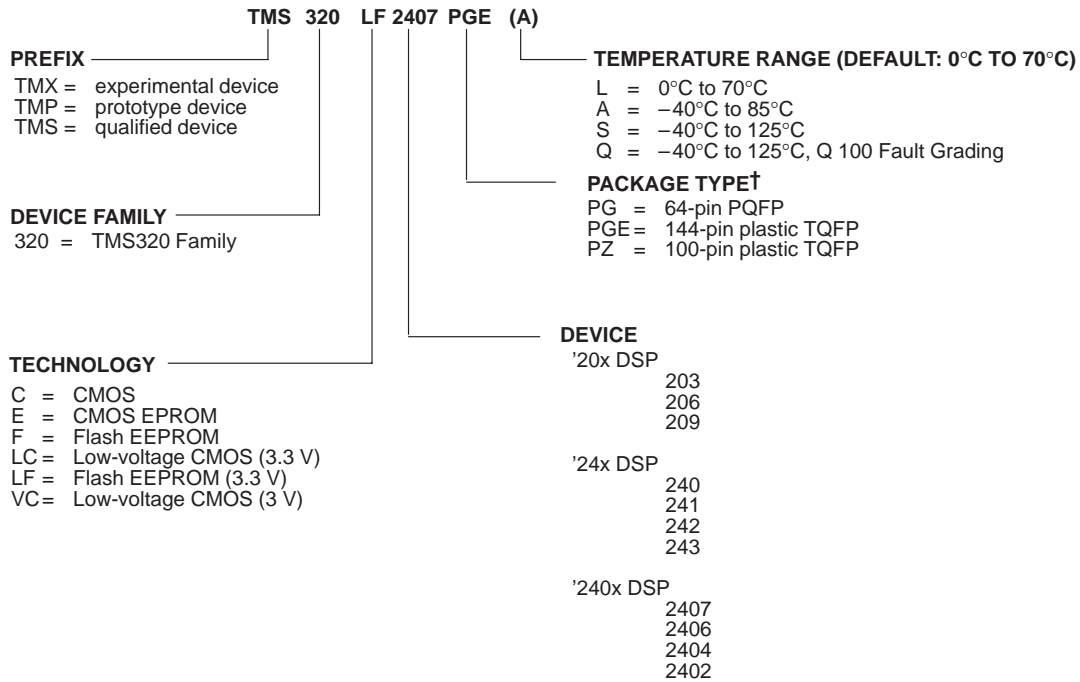 TMS 320 LF 2407 PGE (A)
PREFIX
TMX = experimental device
TMP = prototype device
TMS = qualified device
DEVICE FAMILY
320 = TMS320 Family
TECHNOLOGY
C = CMOS
E = CMOS EPROM
F = Flash EEPROM
LC = Low-voltage CMOS (3.3 V)
LF = Flash EEPROM (3.3 V)
VC = Low-voltage CMOS (3 V)
TEMPERATURE RANGE (DEFAULT: 0°C TO 70°C)
L = 0°C to 70°C
A = −40°C to 85°C
S = −40°C to 125°C
Q = −40°C to 125°C, Q 100 Fault Grading
PACKAGE TYPE†
PG = 64-pin PQFP
PGE = 144-pin plastic TQFP
PZ = 100-pin plastic TQFP
DEVICE
’20x DSP
203
206
209
’24x DSP
240
241
242
243
’240x DSP
2407
2406
2404
2402